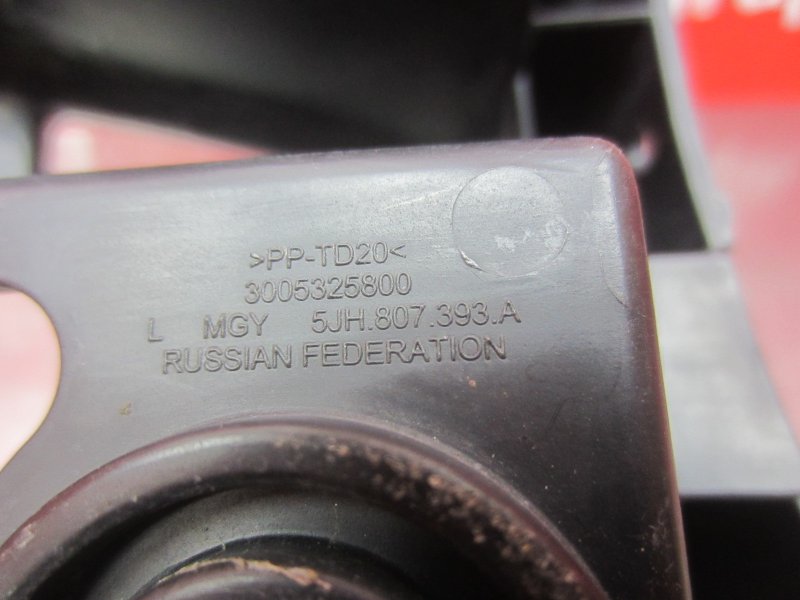 >PP-TD20<
3005325800
L MGY 5JH.807.393.A
RUSSIAN FEDERATION